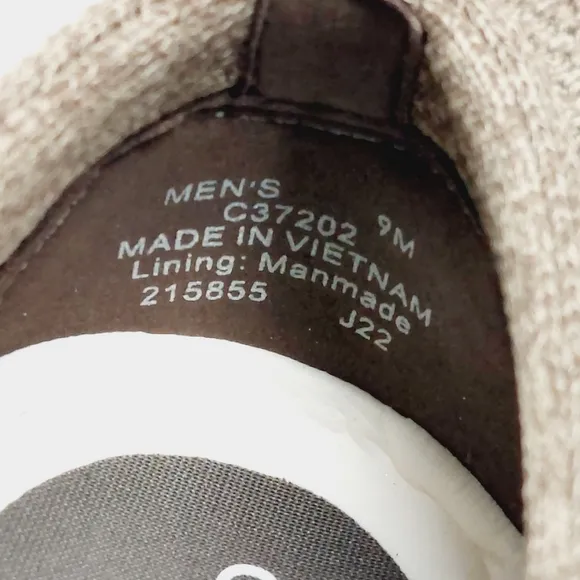 MEN'S
C37202 9M
MADE IN VIETNAM
Lining: Manmade
215855 J22